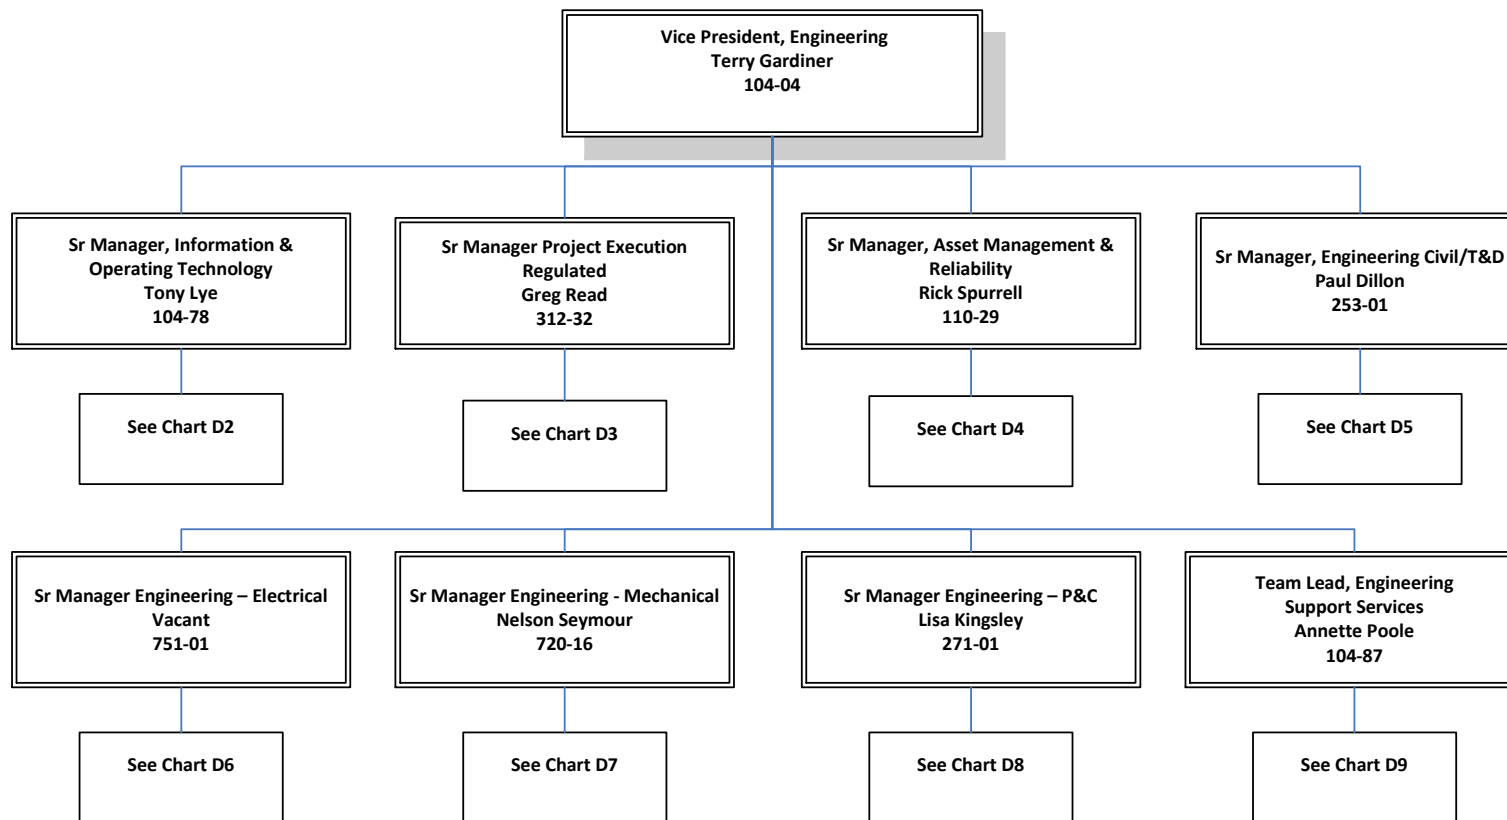 Vice President, Engineering
Terry Gardiner
104-04
Sr Manager, Information &
Operating Technology
Tony Lye
104-78
Sr Manager Project Execution
Regulated
Greg Read
312-32
Sr Manager, Asset Management &
Reliability
Rick Spurrell
110-29
Sr Manager, Engineering Civil/T&D
Paul Dillon
253-01
See Chart D2
See Chart D3
See Chart D4
See Chart D5
Sr Manager Engineering – Electrical
Vacant
751-01
Sr Manager Engineering - Mechanical
Nelson Seymour
720-16
Sr Manager Engineering – P&C
Lisa Kingsley
271-01
Team Lead, Engineering
Support Services
Annette Poole
104-87
See Chart D6
See Chart D7
See Chart D8
See Chart D9